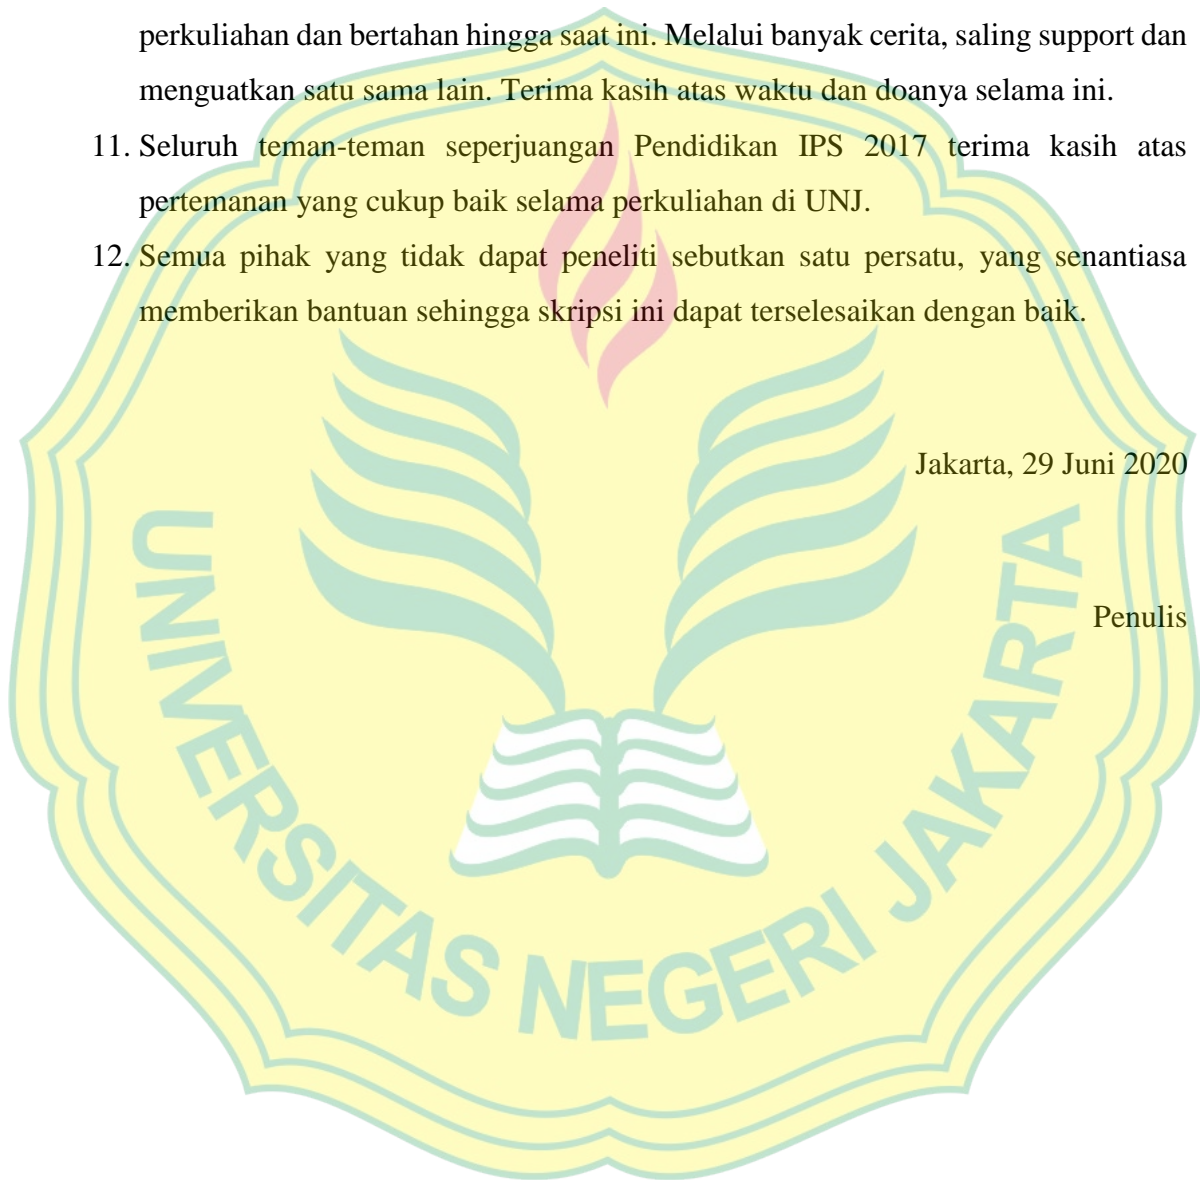 perkuliahan dan bertahan hingga saat ini. Melalui banyak cerita, saling support dan
menguatkan satu sama lain. Terima kasih atas waktu dan doanya selama ini.
11. Seluruh teman-teman seperjuangan Pendidikan IPS 2017 terima kasih atas
pertemanan yang cukup baik selama perkuliahan di UNJ.
12. Semua pihak yang tidak dapat peneliti sebutkan satu persatu, yang senantiasa
memberikan bantuan sehingga skripsi ini dapat terselesaikan dengan baik.
Jakarta, 29 Juni 2020
Penulis
UNIVERSITAS NEGERI JAKARTA